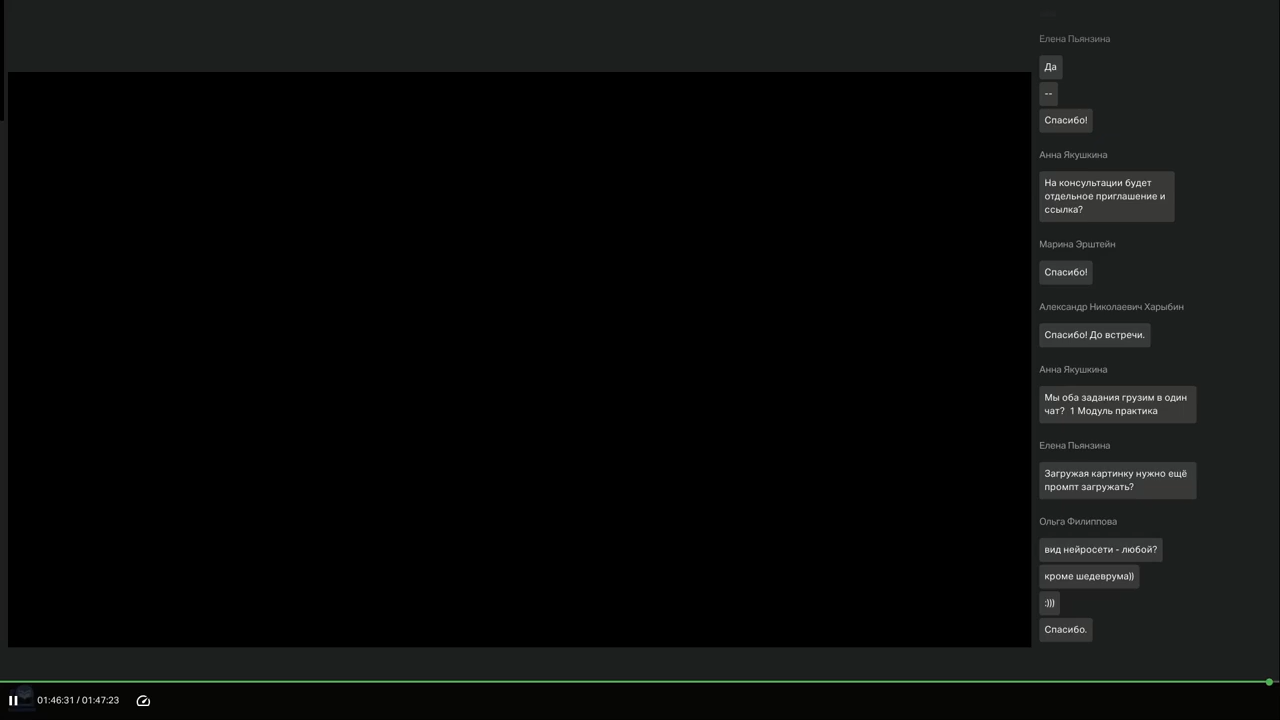 Елена Пьянзина
Да
--
Спасибо!
Анна Якушкина
На консультации будет
отдельное приглашение и
ссылка?
Марина Эрштейн
Спасибо!
Александр Николаевич Харыбин
Спасибо! До встречи.
Анна Якушкина
Мы оба задания грузим в один
чат?  1 Модуль практика
Елена Пьянзина
Загружая картинку нужно ещё
промпт загружать?
Ольга Филиппова
вид нейросети - любой?
кроме шедеврума))
:)))
Спасибо.
01:46:31 / 01:47:23